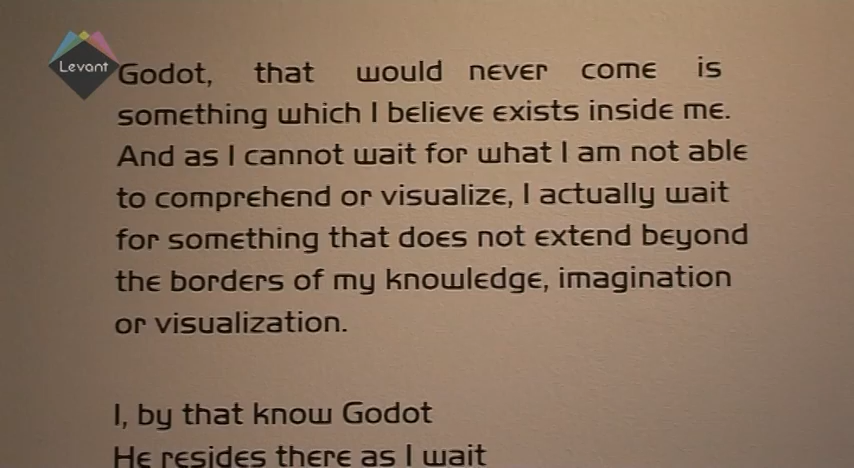 Levant
Godot, that would never come is
something which I believe exists inside me.
And as I cannot wait for what I am not able
to comprehend or visualize, I actually wait
for something that does not extend beyond
the borders of my knowledge, imagination
or visualization.
I, by that know Godot
He resides there as I wait